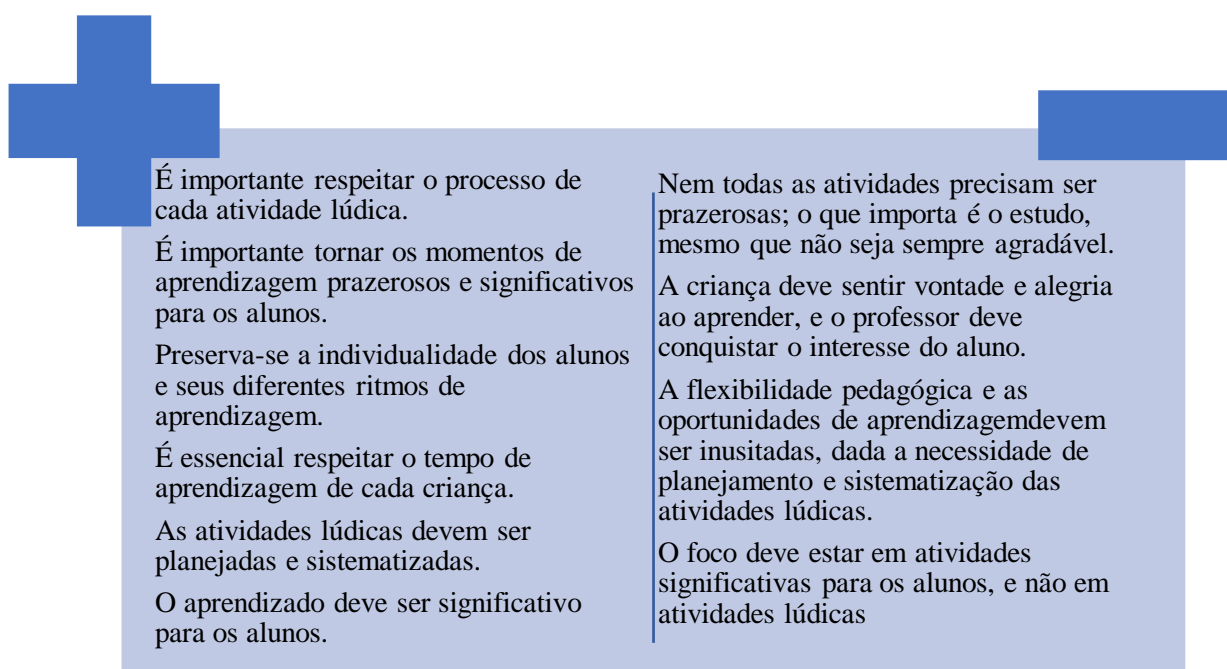 É importante respeitar o processo de
cada atividade lúdica.
É importante tornar os momentos de
aprendizagem prazerosos e significativos
para os alunos.
Preserva-se a individualidade dos alunos
e seus diferentes ritmos de
aprendizagem.
É essencial respeitar o tempo de
aprendizagem de cada criança.
As atividades lúdicas devem ser
planejadas e sistematizadas.
O aprendizado deve ser significativo
para os alunos.
Nem todas as atividades precisam ser
prazerosas; o que importa é o estudo,
mesmo que não seja sempre agradável.
A criança deve sentir vontade e alegria
ao aprender, e o professor deve
conquistar o interesse do aluno.
A flexibilidade pedagógica e as
oportunidades de aprendizagemdevem
ser inusitadas, dada a necessidade de
planejamento e sistematização das
atividades lúdicas.
O foco deve estar em atividades
significativas para os alunos, e não em
atividades lúdicas